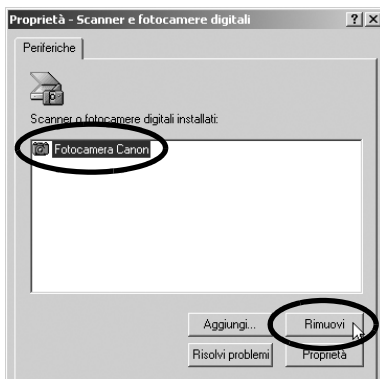 Proprietà - Scanner e fotocamere digitali
Periferiche
Scanner o fotocamere digitali installati:
Fotocamera Canon
Aggiungi... Rimuovi
Risolvi problemi Proprietà